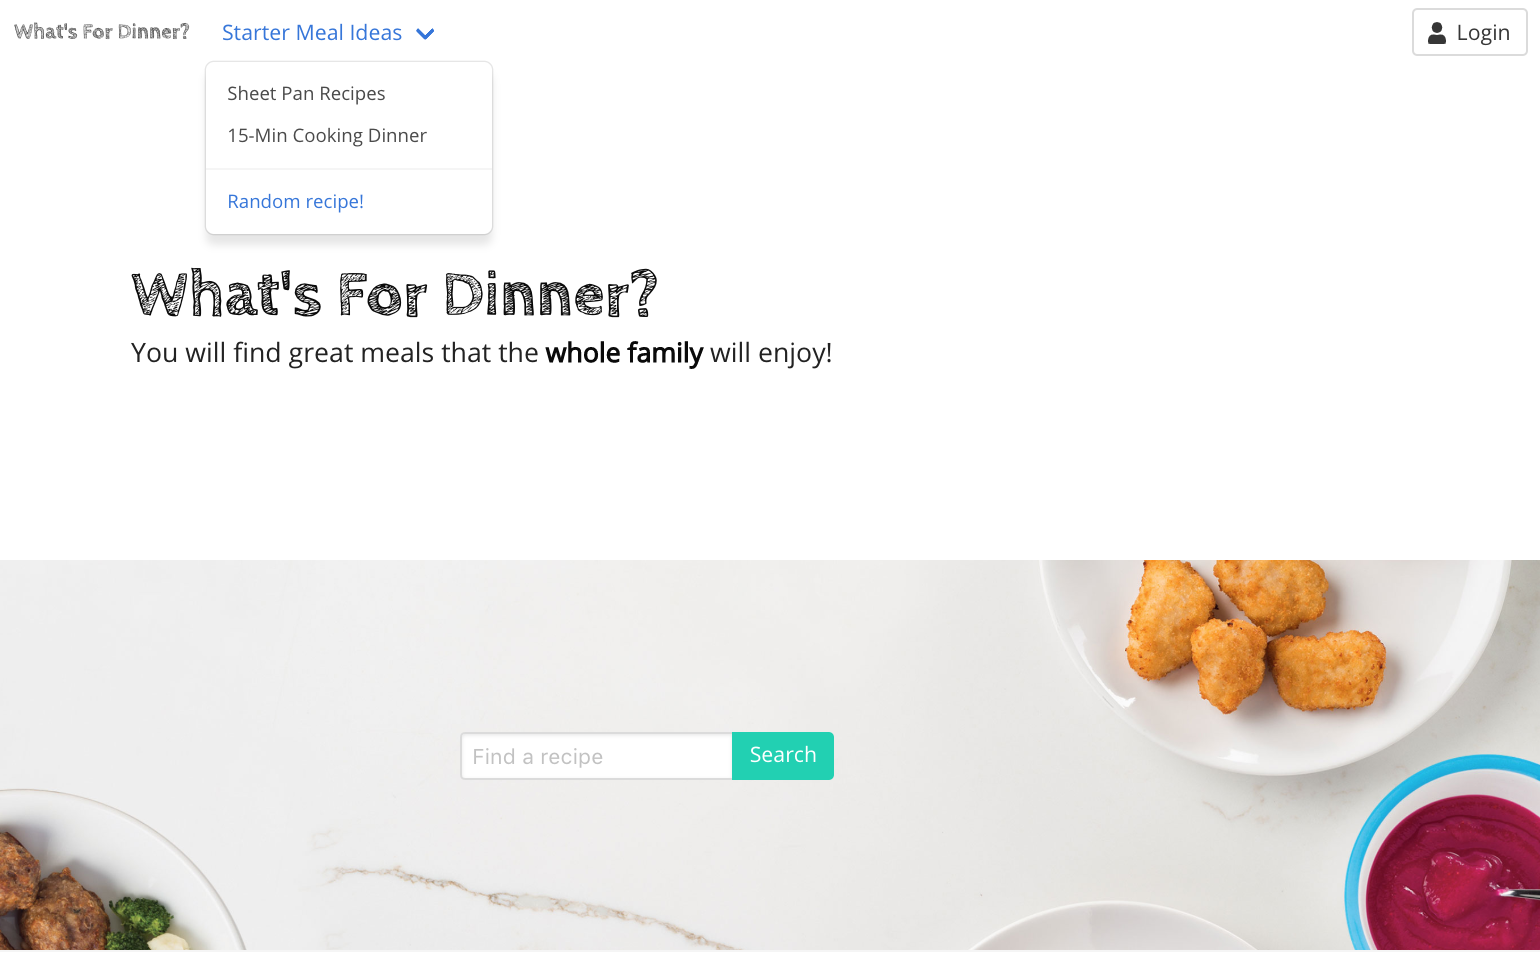 What's For Dinner?
Starter Meal Ideas
Login
Sheet Pan Recipes
15-Min Cooking Dinner
Random recipe!
What's For Dinner?
You will find great meals that the whole family will enjoy!
Find a recipe
Search